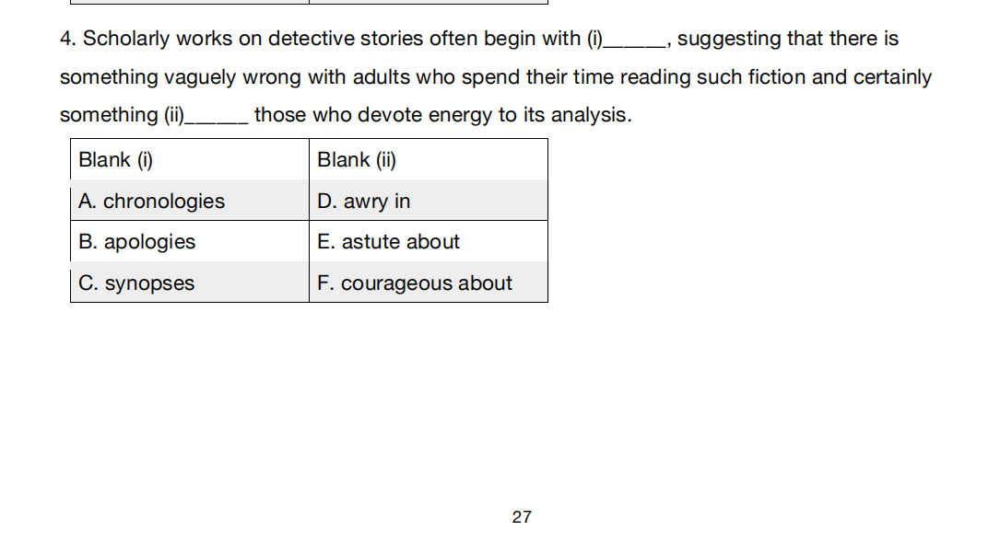 4. Scholarly works on detective stories often begin with (i)______, suggesting that there is
something vaguely wrong with adults who spend their time reading such fiction and certainly
something (ii)______ those who devote energy to its analysis.
Blank (i) Blank (ii)
A. chronologies D. awry in
B. apologies E. astute about
C. synopses F. courageous about
27